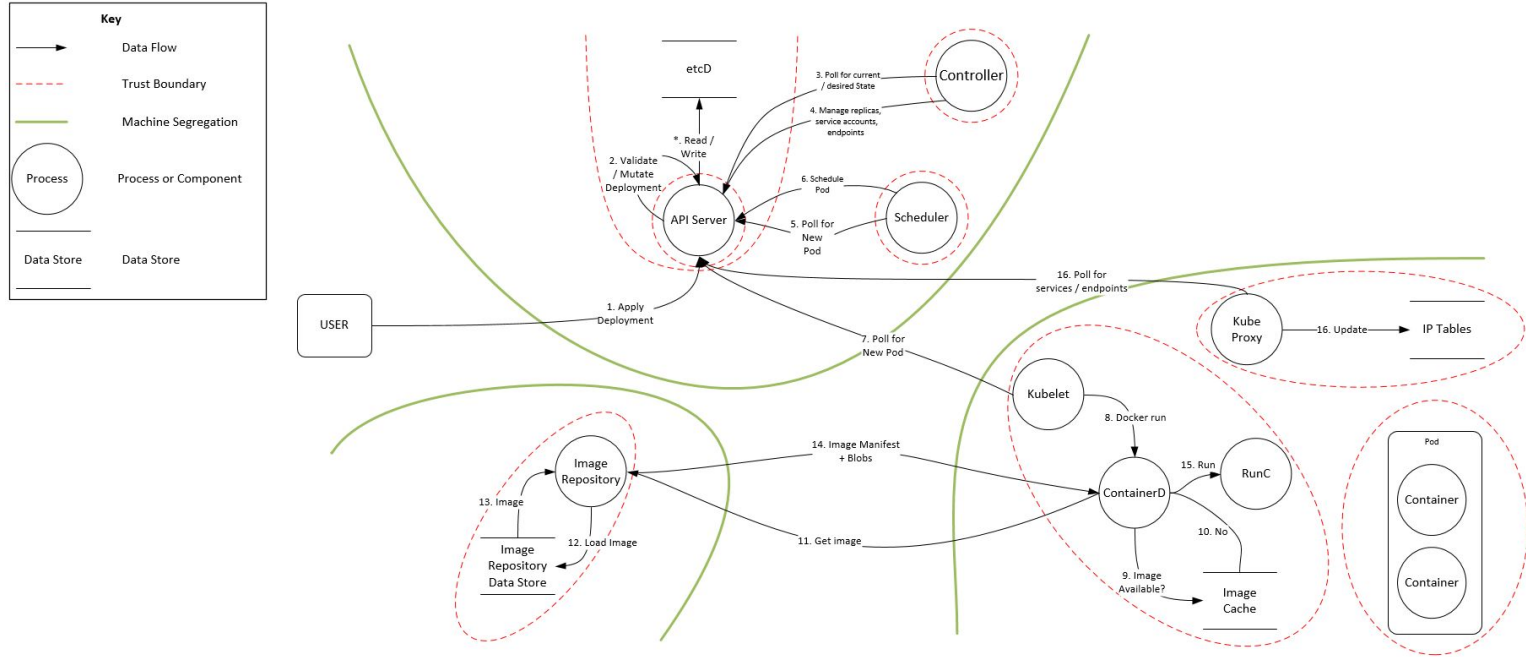 Key
Data Flow
Trust Boundary
Machine Segregation
Process
Process or Component
Data Store
Data Store
etcD
*. Read /
Write
2. Validate
/ Mutate
Deployment
API Server
3. Poll for current
/ desired State
4. Manage replicas,
service accounts,
endpoints
Controller
6. Schedule
Pod
5. Poll for
New
Pod
Scheduler
USER
1. Apply
Deployment
16. Poll for
services / endpoints
Kube
Proxy
16. Update
IP Tables
7. Poll for
New Pod
Kubelet
8. Docker run
Image
Repository
13. Image
12. Load Image
Image
Repository
Data Store
14. Image Manifest
+ Blobs
11. Get image
ContainerD
15. Run
RunC
10. No
9. Image
Available?
Image
Cache
Pod
Container
Container